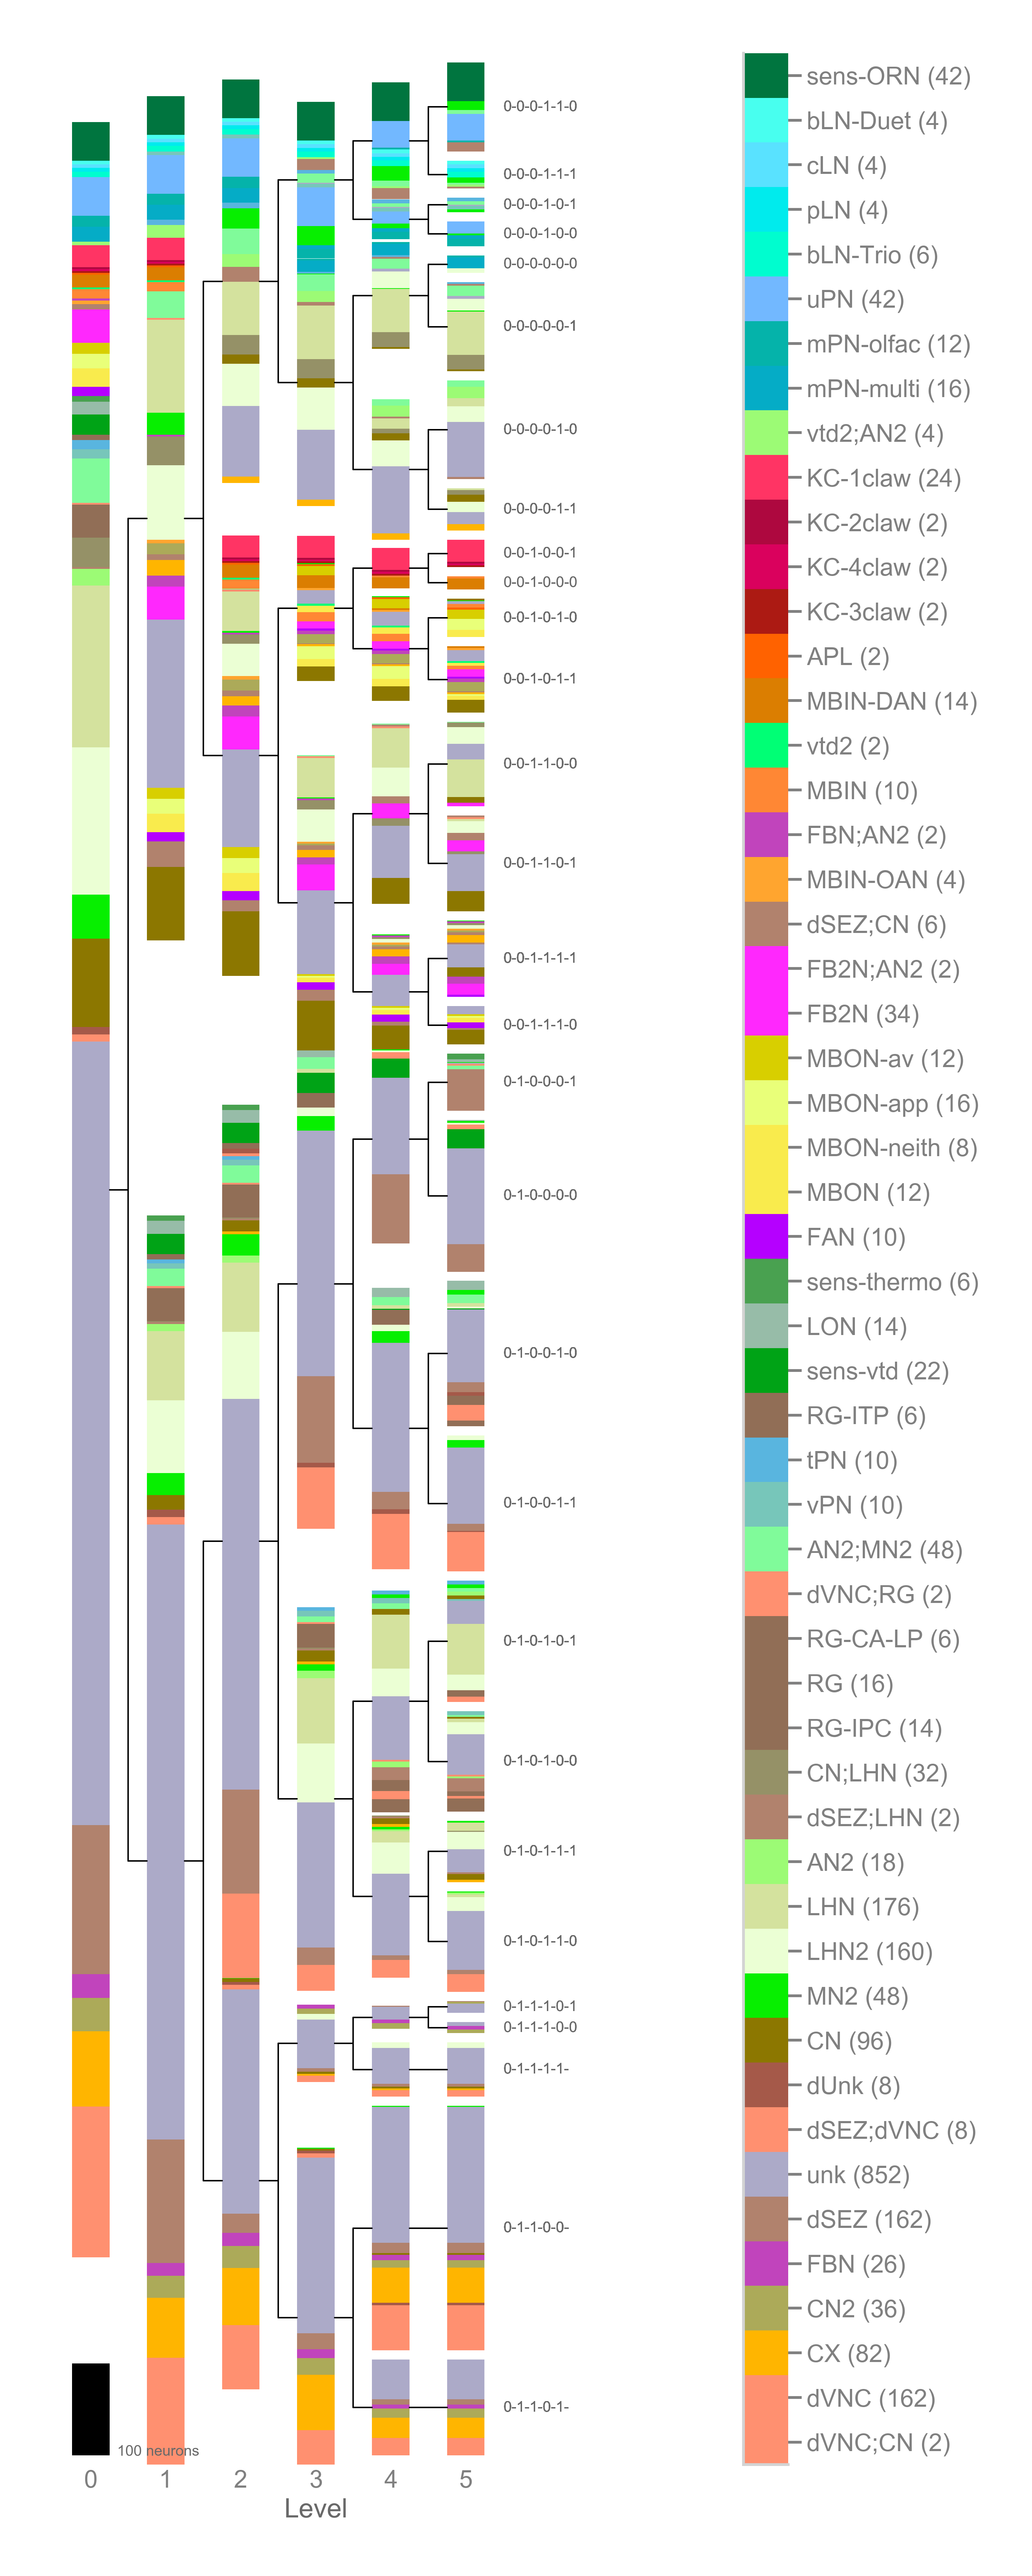 0-0-0-1-1-0
0-0-0-1-1-1
0-0-0-1-0-1
0-0-0-1-0-0
0-0-0-0-0-0
0-0-0-0-0-1
0-0-0-0-1-0
0-0-0-0-1-1
0-0-1-0-0-1
0-0-1-0-0-0
0-0-1-0-1-0
0-0-1-0-1-1
0-0-1-1-0-0
0-0-1-1-0-1
0-0-1-1-1-1
0-0-1-1-1-0
0-1-0-0-0-1
0-1-0-0-0-0
0-1-0-0-1-0
0-1-0-0-1-1
0-1-0-1-0-1
0-1-0-1-0-0
0-1-0-1-1-1
0-1-0-1-1-0
0-1-1-1-0-1
0-1-1-1-0-0
0-1-1-1-1-
0-1-1-0-0-
0-1-1-0-1-
100 neurons
0 1 2 3 4 5
Level
sens-ORN (42)
bLN-Duet (4)
cLN (4)
pLN (4)
bLN-Trio (6)
uPN (42)
mPN-olfac (12)
mPN-multi (16)
vtd2;AN2 (4)
KC-1claw (24)
KC-2claw (2)
KC-4claw (2)
KC-3claw (2)
APL (2)
MBIN-DAN (14)
vtd2 (2)
MBIN (10)
FBN;AN2 (2)
MBIN-OAN (4)
dSEZ;CN (6)
FB2N;AN2 (2)
FB2N (34)
MBON-av (12)
MBON-app (16)
MBON-neith (8)
MBON (12)
FAN (10)
sens-thermo (6)
LON (14)
sens-vtd (22)
RG-ITP (6)
tPN (10)
vPN (10)
AN2;MN2 (48)
dVNC;RG (2)
RG-CA-LP (6)
RG (16)
RG-IPC (14)
CN;LHN (32)
dSEZ;LHN (2)
AN2 (18)
LHN (176)
LHN2 (160)
MN2 (48)
CN (96)
dUnk (8)
dSEZ;dVNC (8)
unk (852)
dSEZ (162)
FBN (26)
CN2 (36)
CX (82)
dVNC (162)
dVNC;CN (2)